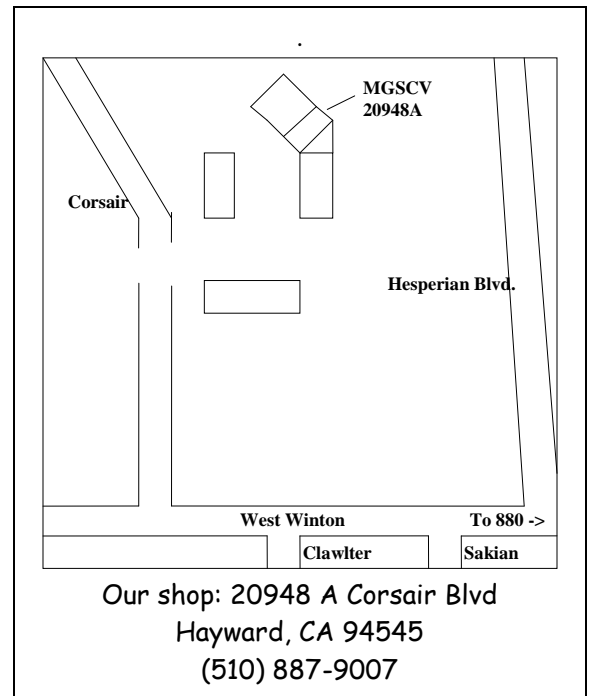 MGSCV
20948A
Corsair
Hesperian Blvd.
West Winton
To 880 ->
Clawlter
Sakian
Our shop: 20948 A Corsair Blvd
Hayward, CA 94545
(510) 887-9007